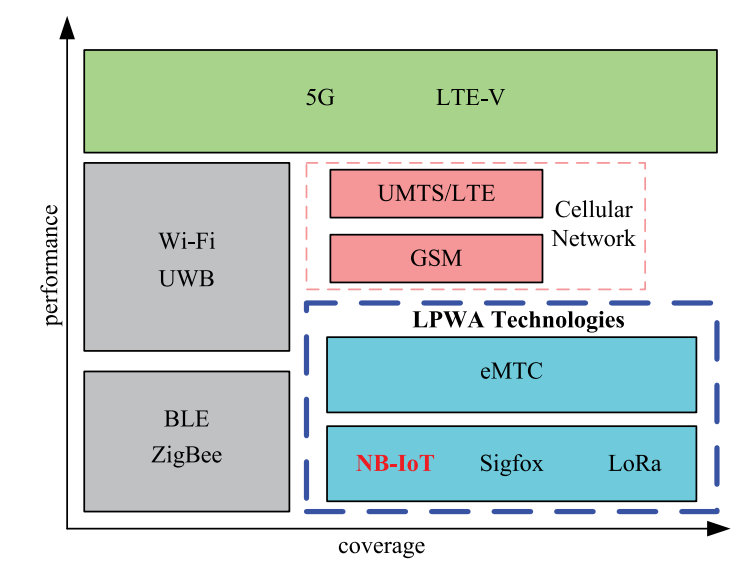 5G LTE-V
Wi-Fi
UWB
UMTS/LTE
GSM
Cellular
Network
LPWA Technologies
eMTC
BLE
ZigBee
NB-IoT Sigfox LoRa
performance
coverage